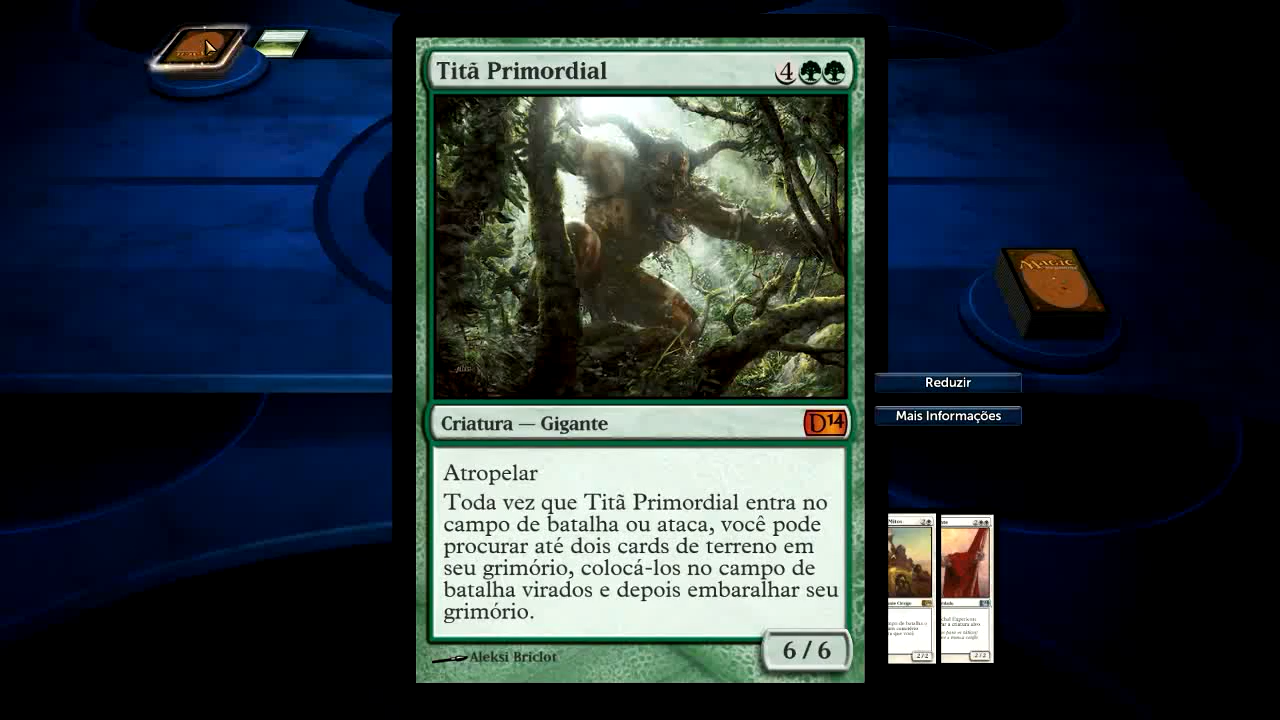 Titã Primordial
4
Criatura — Gigante
D14
Atropelar
Toda vez que Titã Primordial entra no
campo de batalha ou ataca, você pode
procurar até dois cards de terreno em
seu grimório, colocá-los no campo de
batalha virados e depois embaralhar seu
grimório.
6 / 6
Aleksi Briclot
MAGIC
Reduzir
Mais Informações
2/2
2/2